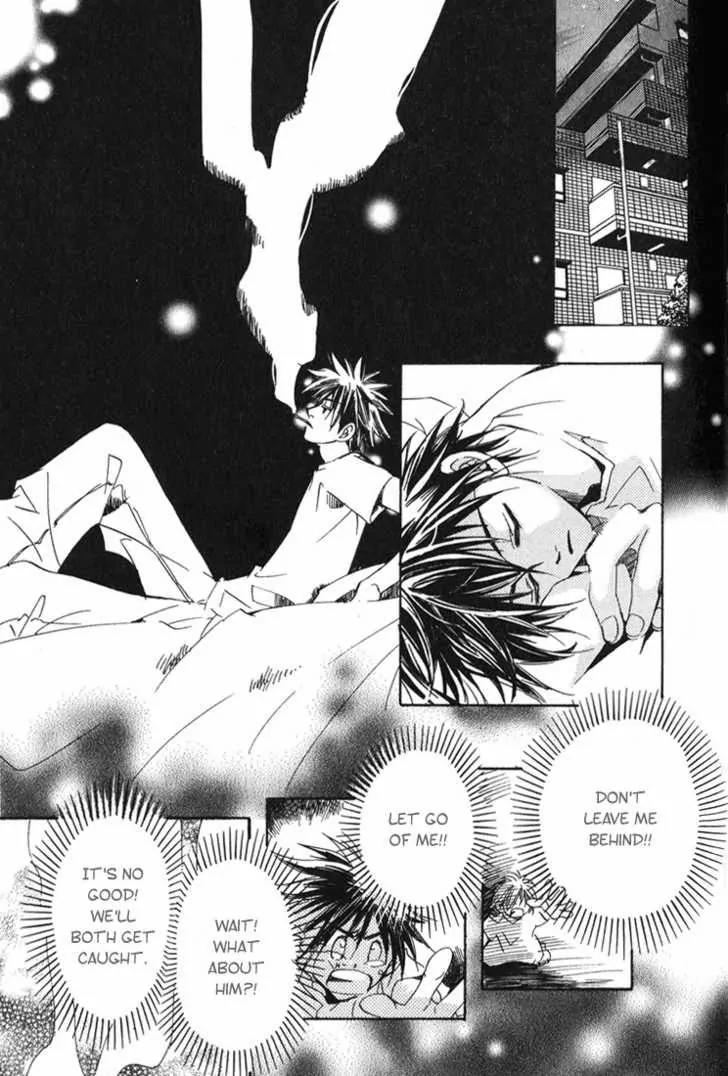 DON'T
LEAVE ME
BEHIND!!
LET GO
OF ME!!
WAIT!
WHAT
ABOUT
HIM?!
IT'S NO
GOOD!
WE'LL
BOTH GET
CAUGHT.